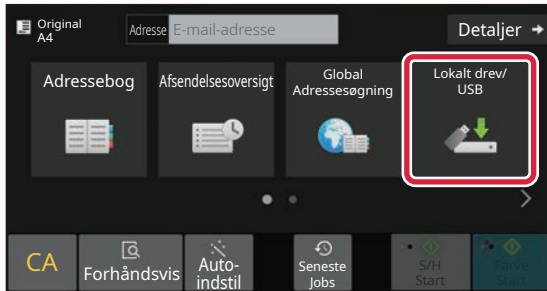 Original
A4
Adresse E-mail-adresse
Detaljer
Adressebog
Afsendelsesoversigt
Global
Adressesøgning
Lokalt drev/
USB
CA
Forhåndsvis
Auto-
indstil
Seneste
Jobs
S/H
Start
Farve
Start